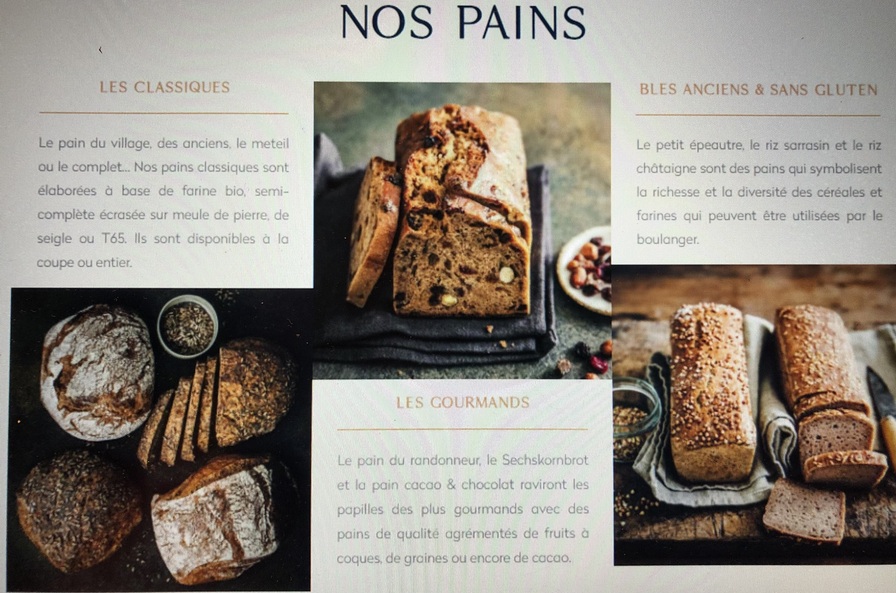 NOS PAINS
LES CLASSIQUES
Le pain du village, des anciens, le meteil
ou le complet... Nos pains classiques sont
élaborées à base de farine bio, semi-
complète écrasée sur meule de pierre, de
seigle ou T65. Ils sont disponibles à la
coupe ou entier.
LES GOURMANDS
Le pain du randonneur, le Sechskornbrot
et la pain cacao & chocolat raviront les
papilles des plus gourmands avec des
pains de qualité agrémentés de fruits à
coques, de graines ou encore de cacao.
BLES ANCIENS & SANS GLUTEN
Le petit épeautre, le riz sarrasin et le riz
châtaigne sont des pains qui symbolisent
la richesse et la diversité des céréales et
farines qui peuvent être utilisées par le
boulanger.